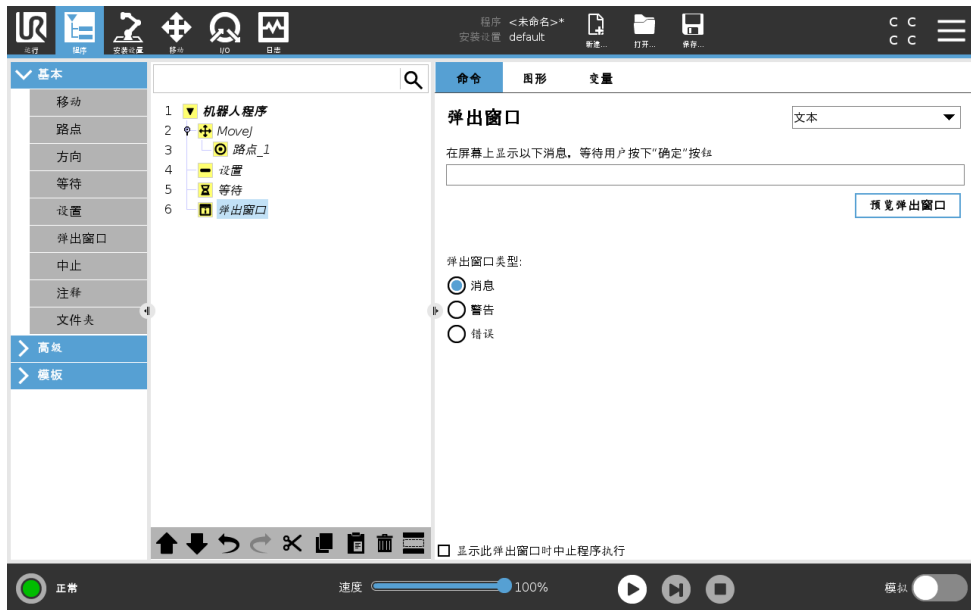 UR
运行
程序
安装设置
移动
I/O
日志
程序 <未命名>*
安装设置 default
新建...
打开...
保存...
C C
C C
基本
移动
路点
方向
等待
设置
弹出窗口
中止
注释
文件夹
高级
模板
1 机器人程序
2 MoveJ
3 路点_1
4 设置
5 等待
6 弹出窗口
命令 图形 变量
弹出窗口
文本
在屏幕上显示以下消息，等待用户按下"确定"按钮
预览弹出窗口
弹出窗口类型:
消息
警告
错误
显示此弹出窗口时中止程序执行
正常
速度 100%
模拟